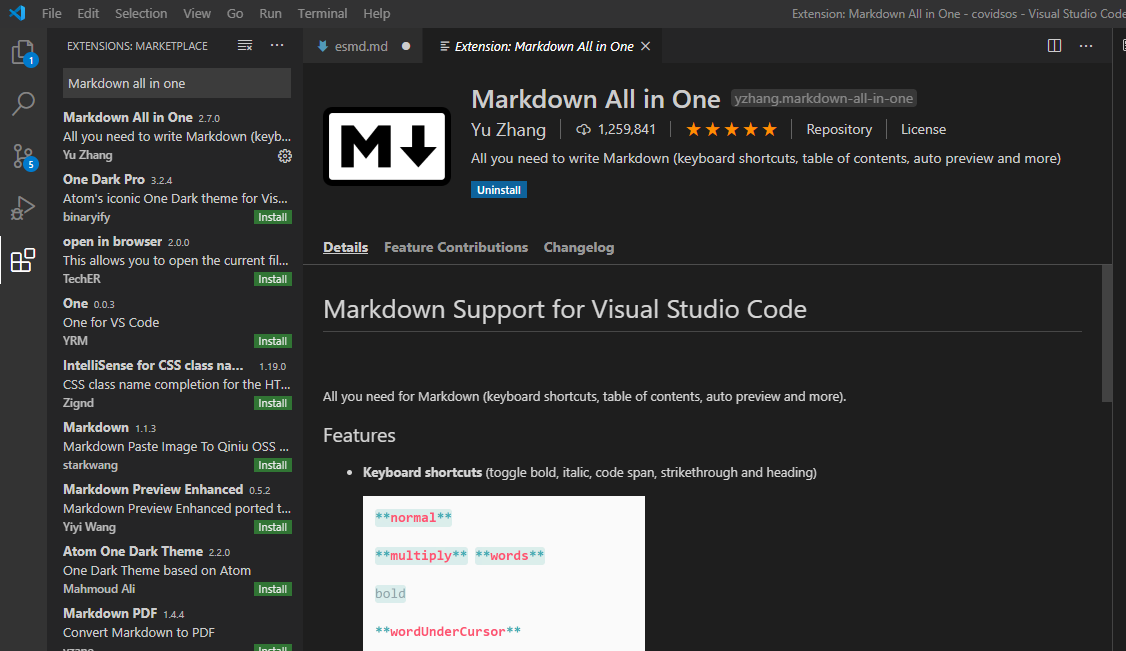 File Edit Selection View Go Run Terminal Help
Extension: Markdown All in One - covidsos - Visual Studio Code
EXTENSIONS: MARKETPLACE
Markdown all in one
Markdown All in One 2.7.0
All you need to write Markdown (keyb...
Yu Zhang
One Dark Pro 3.2.4
Atom's iconic One Dark theme for Vis...
binaryify Install
open in browser 2.0.0
This allows you to open the current fil...
TechER Install
One 0.0.3
One for VS Code
YRM Install
IntelliSense for CSS class na... 1.19.0
CSS class name completion for the HT...
Zignd Install
Markdown 1.1.3
Markdown Paste Image To Qiniu OSS ...
starkwang Install
Markdown Preview Enhanced 0.5.2
Markdown Preview Enhanced ported t...
Yiyi Wang Install
Atom One Dark Theme 2.2.0
One Dark Theme based on Atom
Mahmoud Ali Install
Markdown PDF 1.4.4
Convert Markdown to PDF
yzane Install
1
5
esmd.md
Extension: Markdown All in One
M
Markdown All in One yzhang.markdown-all-in-one
Yu Zhang 1,259,841 Repository License
All you need to write Markdown (keyboard shortcuts, table of contents, auto preview and more)
Uninstall
Details Feature Contributions Changelog
Markdown Support for Visual Studio Code
All you need for Markdown (keyboard shortcuts, table of contents, auto preview and more).
Features
• Keyboard shortcuts (toggle bold, italic, code span, strikethrough and heading)
**normal**
**multiply** **words**
bold
**wordUnderCursor**